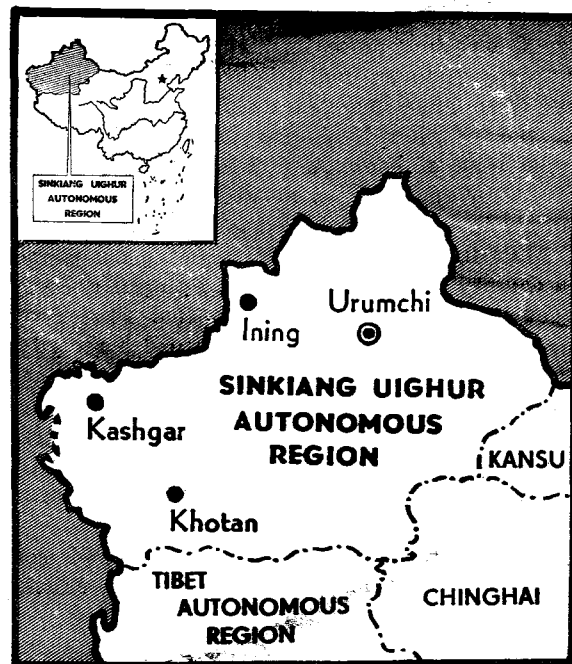 SINKIANG UIGHUR
AUTONOMOUS
REGION
Urumchi
Ining
SINKIANG UIGHUR
AUTONOMOUS
REGION
Kashgar
KANSU
Khotan
TIBET
AUTONOMOUS
REGION
CHINGHAI